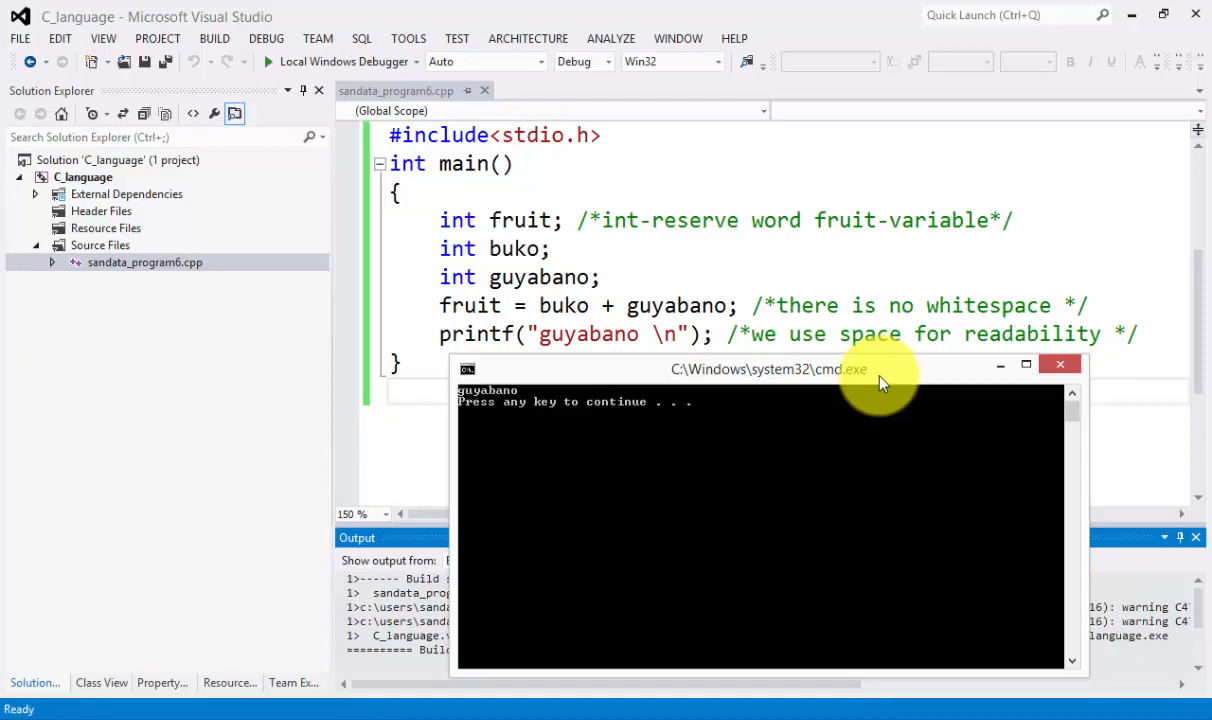 C_language - Microsoft Visual Studio
Quick Launch (Ctrl+Q)
FILE EDIT VIEW PROJECT BUILD DEBUG TEAM SQL TOOLS TEST ARCHITECTURE ANALYZE WINDOW HELP
Local Windows Debugger Auto Debug Win32
Solution Explorer
sandata_program6.cpp
(Global Scope)
Search Solution Explorer (Ctrl+;)
Solution 'C_language' (1 project)
C_language
External Dependencies
Header Files
Resource Files
Source Files
sandata_program6.cpp
#include<stdio.h>
int main()
{
int fruit; /*int-reserve word fruit-variable*/
int buko;
int guyabano;
fruit = buko + guyabano; /*there is no whitespace */
printf("guyabano \n"); /*we use space for readability */
}
C:\Windows\system32\cmd.exe
guyabano
Press any key to continue . . .
150 %
Output
Show output from:
1>------ Build
1> sandata_prog
1>c:\users\sanda 16): warning C4
1>c:\users\sanda 16): warning C4
1> C_language. language.exe
========== Build
Solution... Class View Property... Resource... Team Ex...
Ready